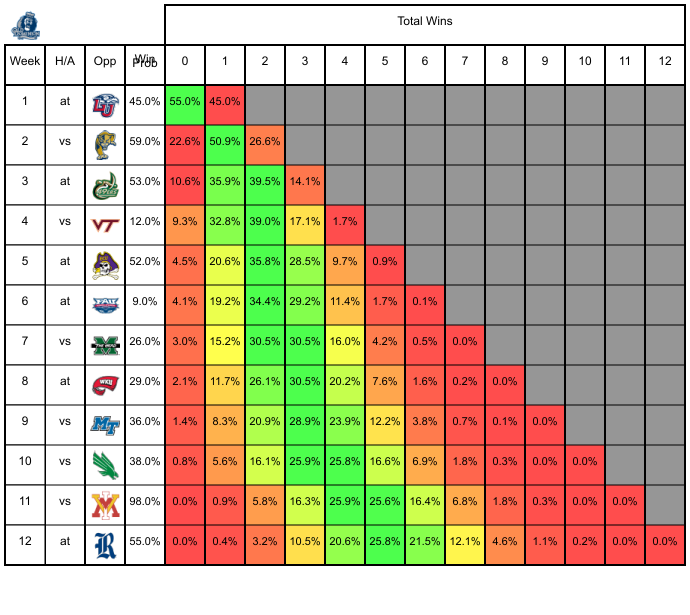 Total Wins
Week H/A Opp Win Prob 0 1 2 3 4 5 6 7 8 9 10 11 12
1 at LU 45.0% 55.0% 45.0%
2 vs 59.0% 22.6% 50.9% 26.6%
3 at 53.0% 10.6% 35.9% 39.5% 14.1%
4 vs VT 12.0% 9.3% 32.8% 39.0% 17.1% 1.7%
5 at 52.0% 4.5% 20.6% 35.8% 28.5% 9.7% 0.9%
6 at FAU 9.0% 4.1% 19.2% 34.4% 29.2% 11.4% 1.7% 0.1%
7 vs M 26.0% 3.0% 15.2% 30.5% 30.5% 16.0% 4.2% 0.5% 0.0%
8 at WKU 29.0% 2.1% 11.7% 26.1% 30.5% 20.2% 7.6% 1.6% 0.2% 0.0%
9 vs MT 36.0% 1.4% 8.3% 20.9% 28.9% 23.9% 12.2% 3.8% 0.7% 0.1% 0.0%
10 vs 38.0% 0.8% 5.6% 16.1% 25.9% 25.8% 16.6% 6.9% 1.8% 0.3% 0.0% 0.0%
11 vs VMI 98.0% 0.0% 0.9% 5.8% 16.3% 25.9% 25.6% 16.4% 6.8% 1.8% 0.3% 0.0% 0.0%
12 at R 55.0% 0.0% 0.4% 3.2% 10.5% 20.6% 25.8% 21.5% 12.1% 4.6% 1.1% 0.2% 0.0% 0.0%